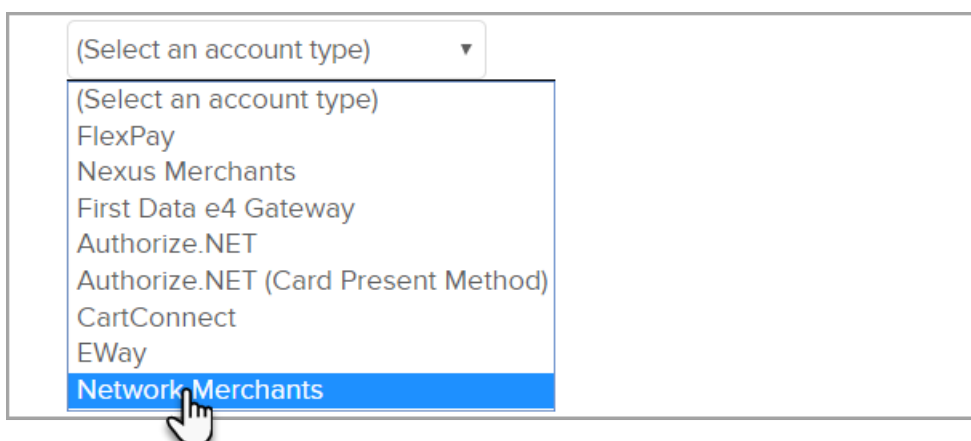 (Select an account type)
(Select an account type)
FlexPay
Nexus Merchants
First Data e4 Gateway
Authorize.NET
Authorize.NET (Card Present Method)
CartConnect
EWay
Network Merchants